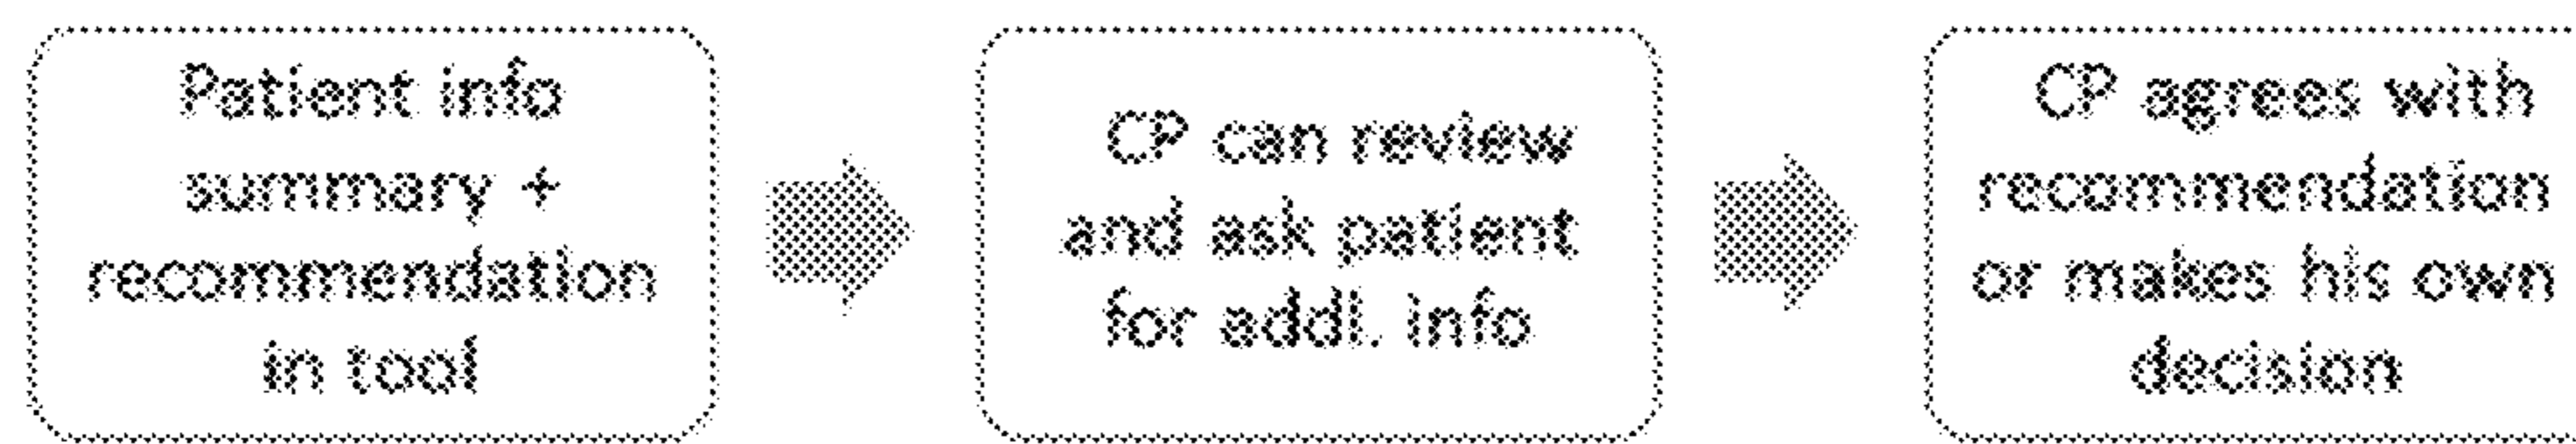 Patient info
summary +
recommendation
in tool
CP can review
and ask patient
for addl. info
CP agrees with
recommendation
or makes his own
decision